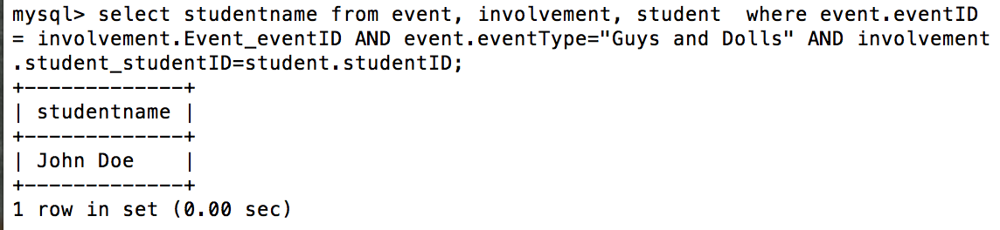 mysql> select studentname from event, involvement, student  where event.eventID
= involvement.Event_eventID AND event.eventType="Guys and Dolls" AND involvement
.student_studentID=student.studentID;
+-------------+
| studentname |
+-------------+
| John Doe    |
+-------------+
1 row in set (0.00 sec)